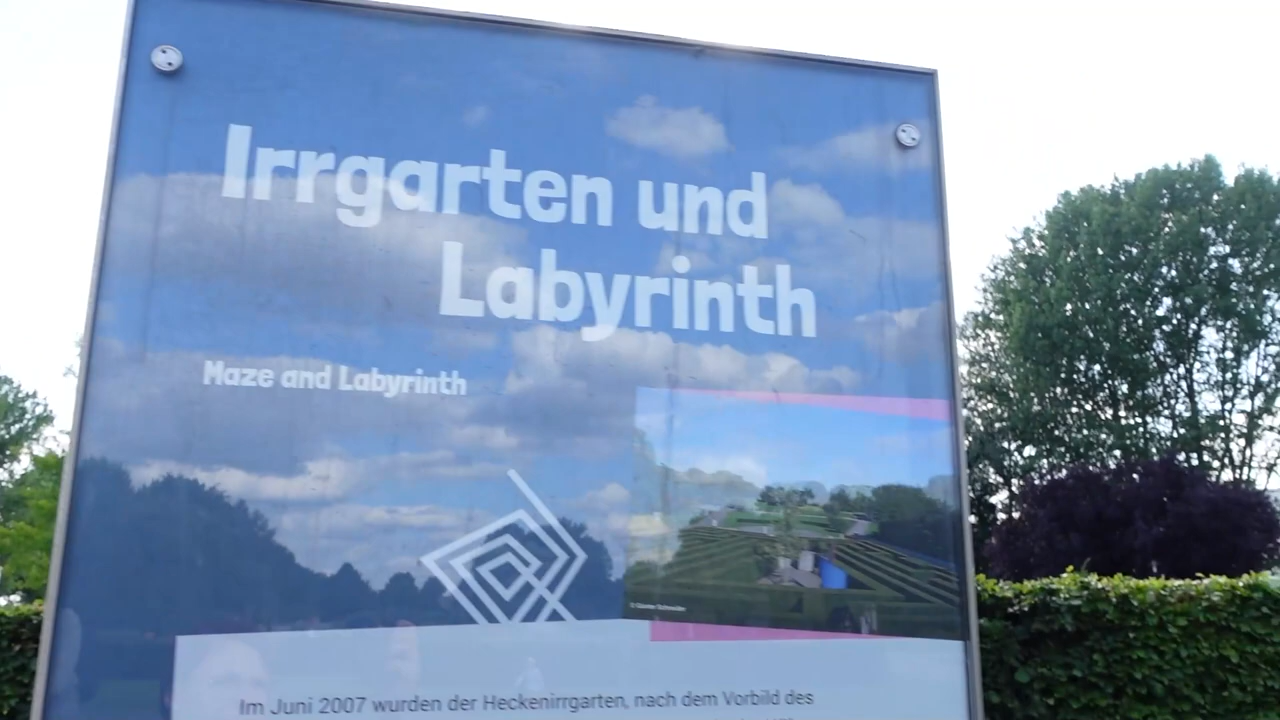 Irrgarten und
Labyrinth
Maze and Labyrinth
Im Juni 2007 wurden der Heckenirrgarten, nach dem Vorbild des